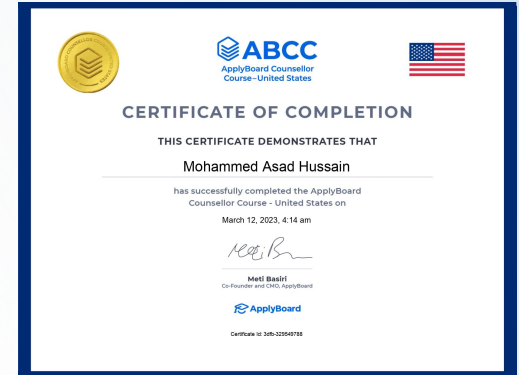 ABCC
ApplyBoard Counsellor
Course–United States
CERTIFICATE OF COMPLETION
THIS CERTIFICATE DEMONSTRATES THAT
Mohammed Asad Hussain
has successfully completed the ApplyBoard
Counsellor Course - United States on
March 12, 2023, 4:14 am
Meti Basiri
Co-Founder and CMO, ApplyBoard
ApplyBoard
Certificate Id: 3dfb-329549788